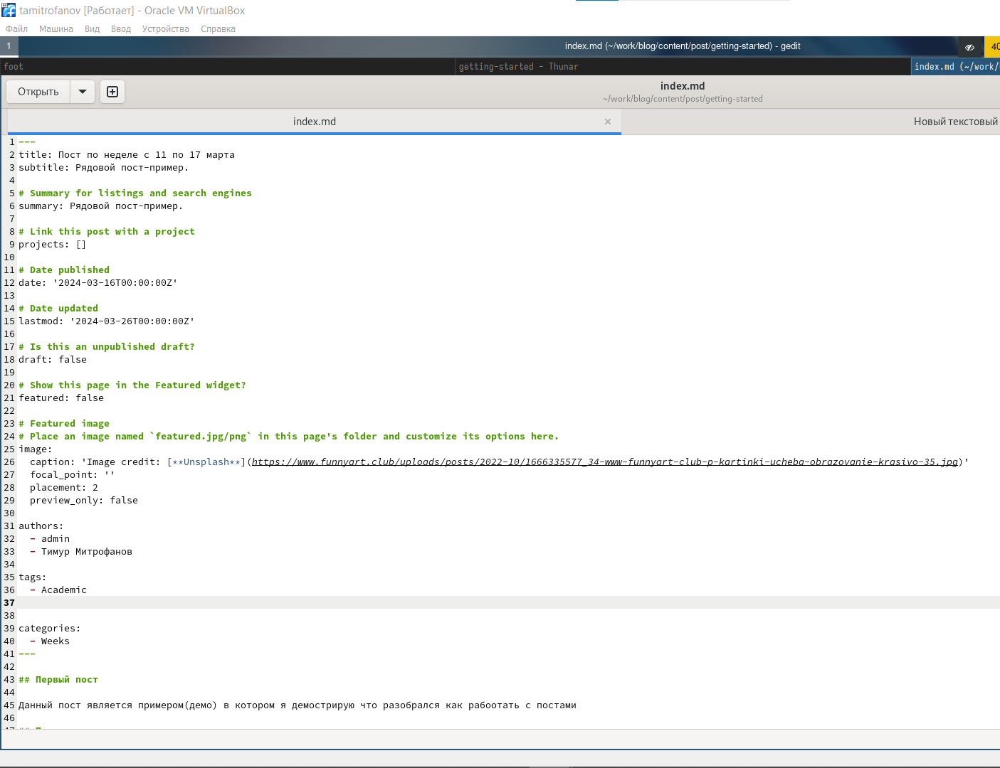 tamitrofanov [Работает] - Oracle VM VirtualBox
Файл Машина Вид Ввод Устройства Справка
1 index.md (~/work/blog/content/post/getting-started) - gedit 40
foot getting-started - Thunar index.md (~/work/
Открыть index.md
~/work/blog/content/post/getting-started
index.md × Новый текстовый
1 ---
2 title: Пост по неделе с 11 по 17 марта
3 subtitle: Рядовой пост-пример.
4
5 # Summary for listings and search engines
6 summary: Рядовой пост-пример.
7
8 # Link this post with a project
9 projects: []
10
11 # Date published
12 date: '2024-03-16T00:00:00Z'
13
14 # Date updated
15 lastmod: '2024-03-26T00:00:00Z'
16
17 # Is this an unpublished draft?
18 draft: false
19
20 # Show this page in the Featured widget?
21 featured: false
22
23 # Featured image
24 # Place an image named `featured.jpg/png` in this page's folder and customize its options here.
25 image:
26   caption: 'Image credit: [**Unsplash**](https://www.funnyart.club/uploads/posts/2022-10/1666335577_34-www-funnyart-club-p-kartinki-ucheba-obrazovanie-krasivo-35.jpg)'
27   focal_point: ''
28   placement: 2
29   preview_only: false
30
31 authors:
32   - admin
33   - Тимур Митрофанов
34
35 tags:
36   - Academic
37
38
39 categories:
40   - Weeks
41 ---
42
43 ## Первый пост
44
45 Данный пост является примером(демо) в котором я демострирую что разобрался как рабоотать с постами
46
47 ##